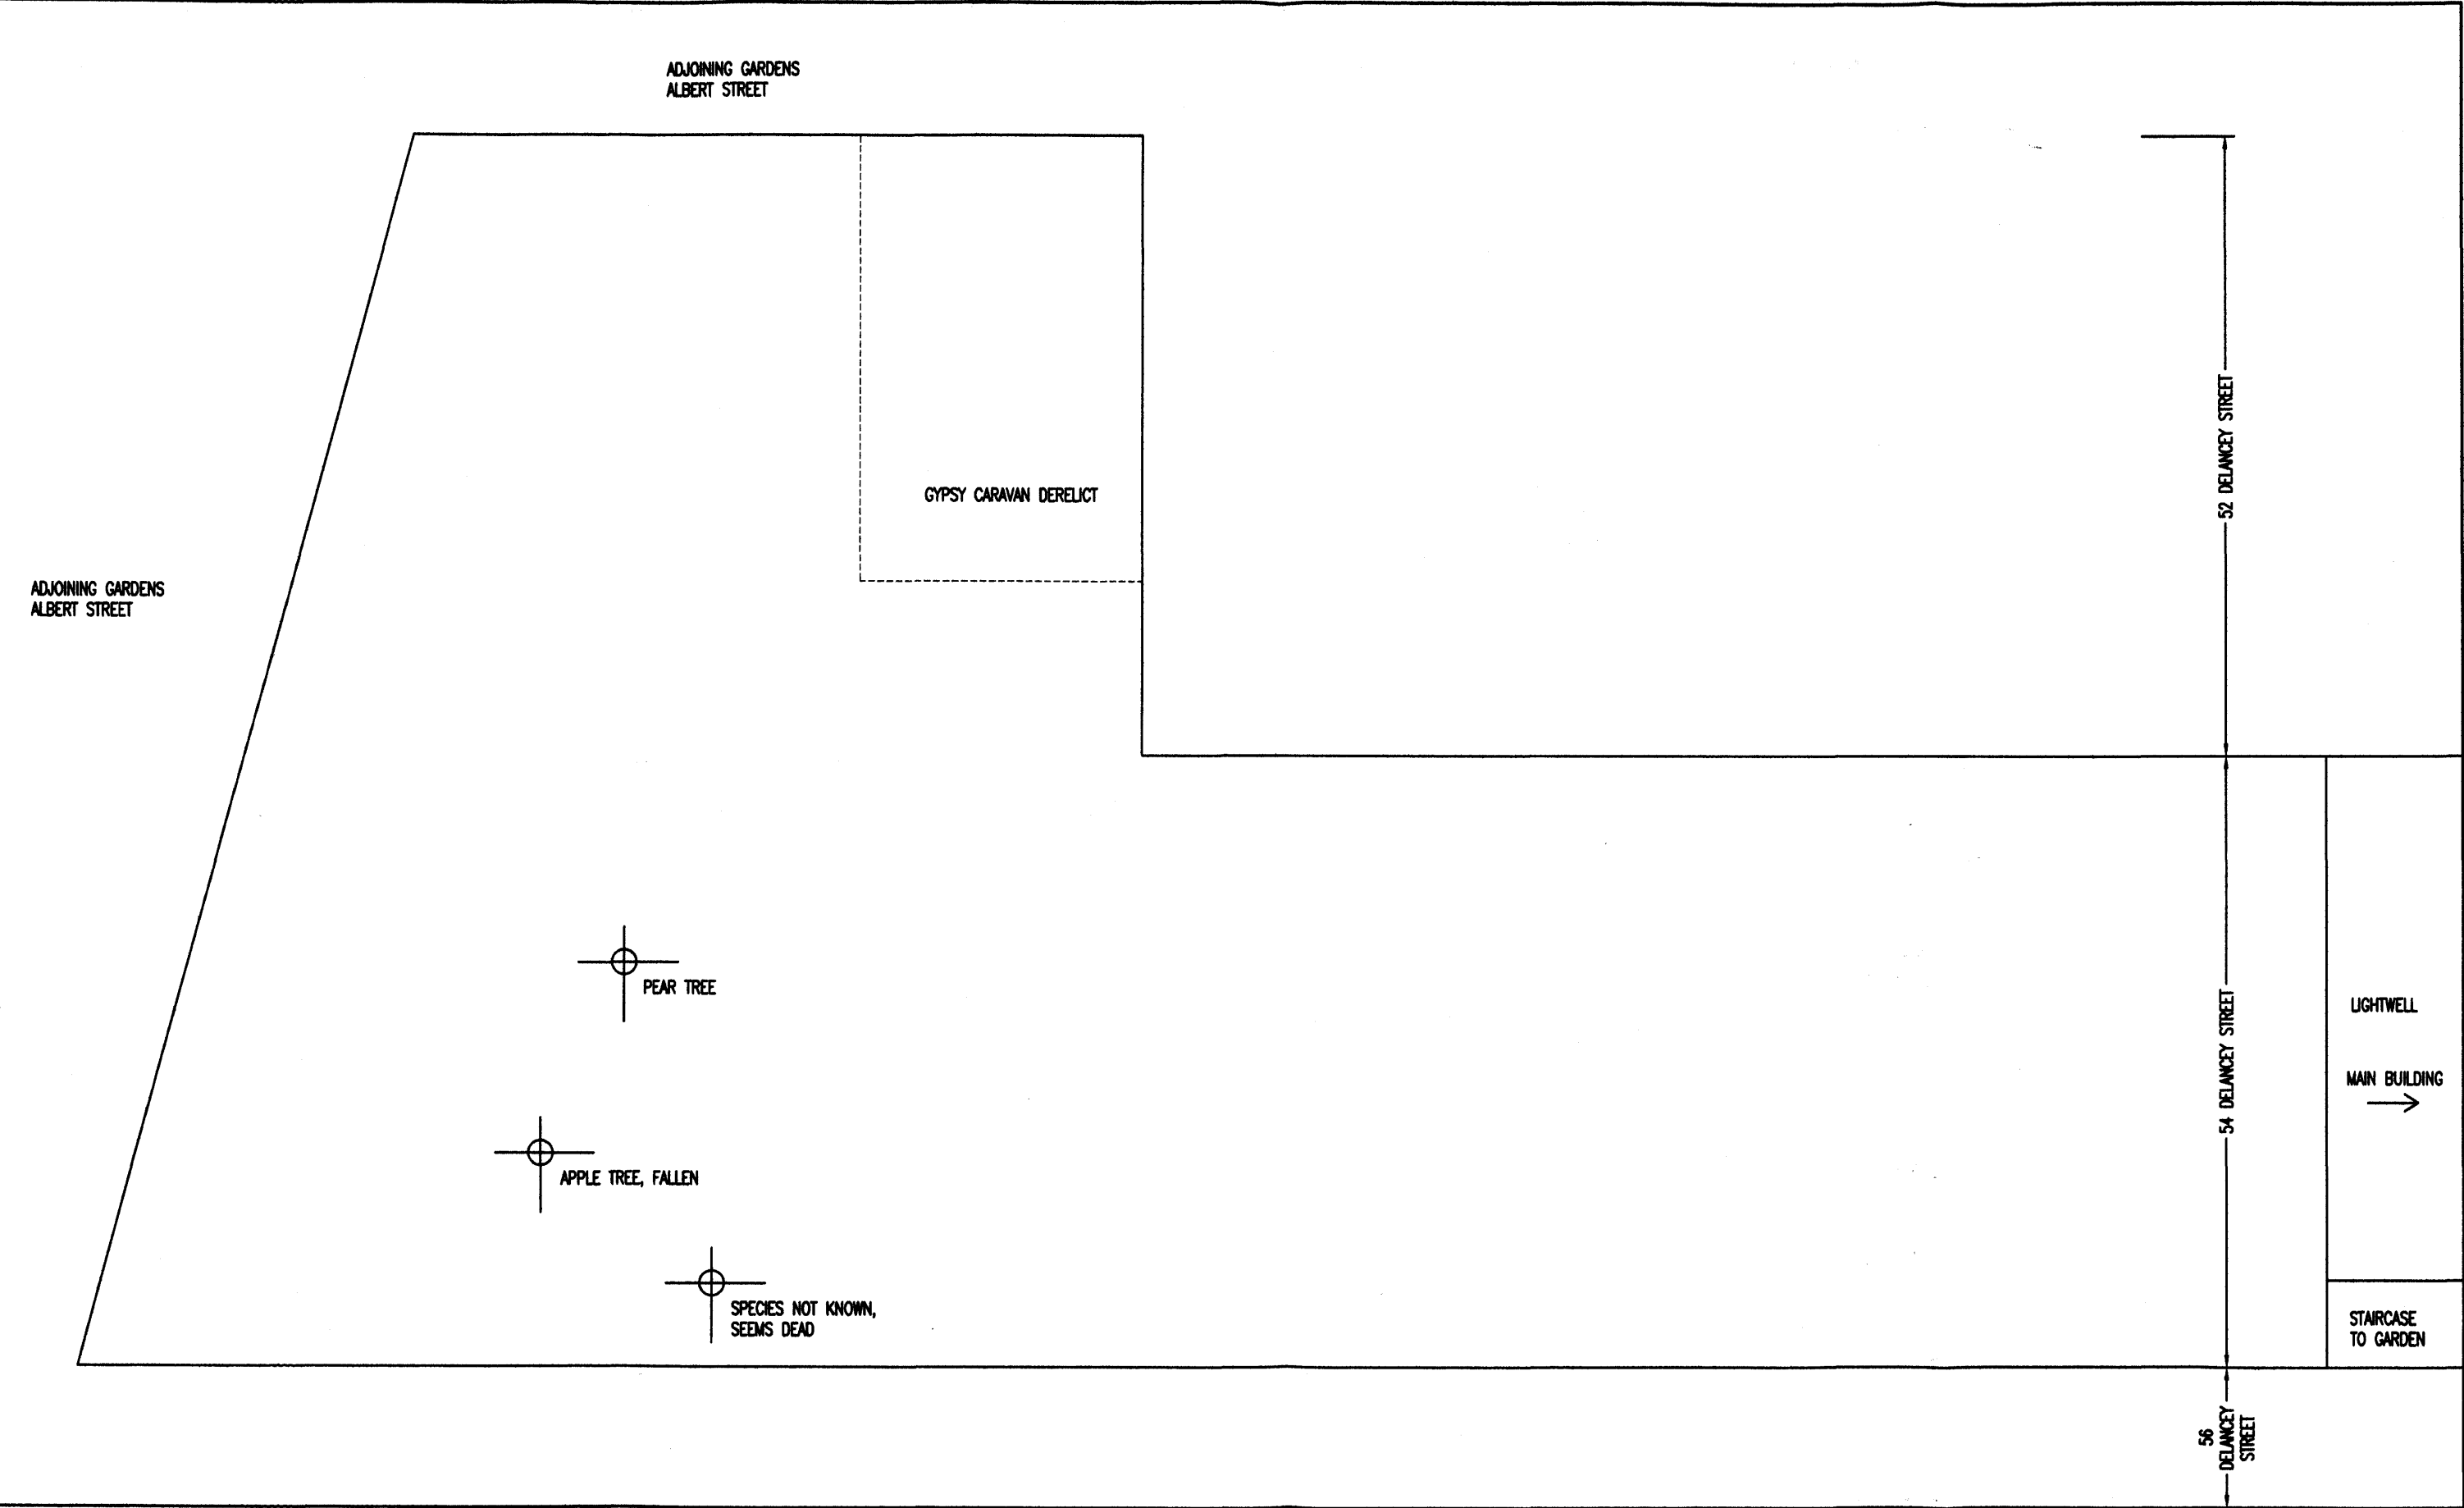 ADJOINING GARDENS
ALBERT STREET
52 DELANCEY STREET
GYPSY CARAVAN DERELICT
ADJOINING GARDENS
ALBERT STREET
PEAR TREE
54 DELANCEY STREET
LIGHTWELL
MAIN BUILDING
APPLE TREE, FALLEN
SPECIES NOT KNOWN,
SEEMS DEAD
STAIRCASE
TO GARDEN
56
DELANCEY
STREET